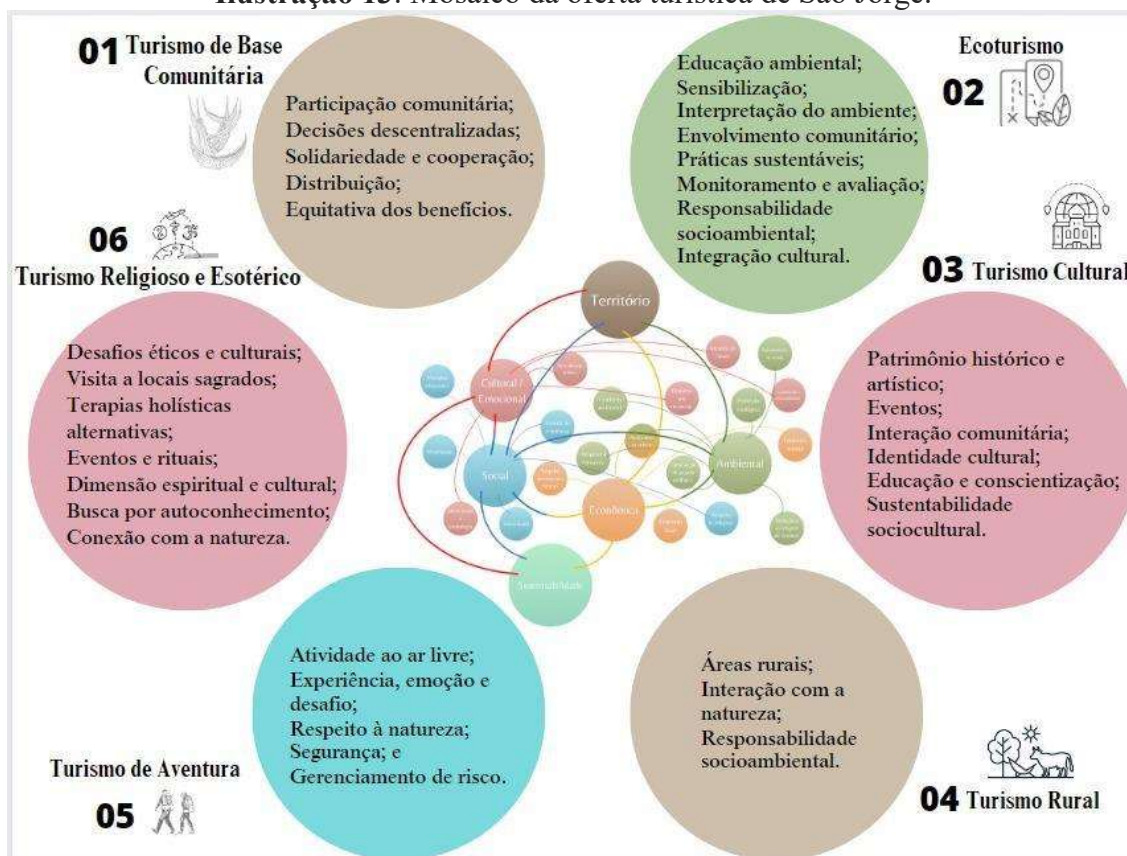 Ilustração 13: Mosaico da oferta turística de São Jorge.
01 Turismo de Base
Comunitária
Participação comunitária;
Decisões descentralizadas;
Solidariedade e cooperação;
Distribuição;
Equitativa dos benefícios.
Ecoturismo
02
Educação ambiental;
Sensibilização;
Interpretação do ambiente;
Envolvimento comunitário;
Práticas sustentáveis;
Monitoramento e avaliação;
Responsabilidade
socioambiental;
Integração cultural.
03 Turismo Cultural
Patrimônio histórico e
artístico;
Eventos;
Interação comunitária;
Identidade cultural;
Educação e conscientização;
Sustentabilidade
sociocultural.
06
Turismo Religioso e Esotérico
Desafios éticos e culturais;
Visita a locais sagrados;
Terapias holísticas
alternativas;
Eventos e rituais;
Dimensão espiritual e cultural;
Busca por autoconhecimento;
Conexão com a natureza.
Território
Cultural /
Emocional
Social
Ambiental
Econômica
Sustentabilidade
Atividade ao ar livre;
Experiência, emoção e
desafio;
Respeito à natureza;
Segurança; e
Gerenciamento de risco.
Turismo de Aventura
05
Áreas rurais;
Interação com a
natureza;
Responsabilidade
socioambiental.
04 Turismo Rural